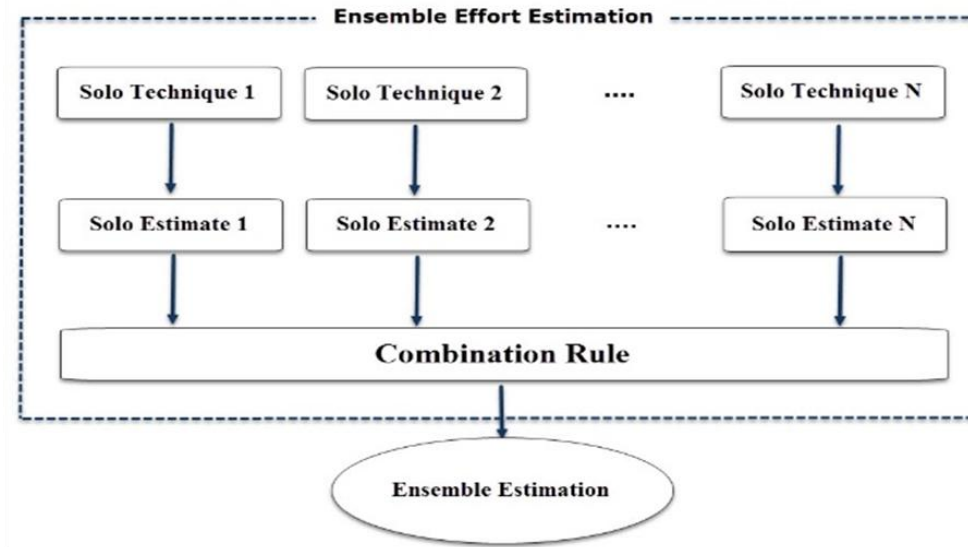 Ensemble Effort Estimation
Solo Technique 1
Solo Technique 2
....
Solo Technique N
Solo Estimate 1
Solo Estimate 2
....
Solo Estimate N
Combination Rule
Ensemble Estimation